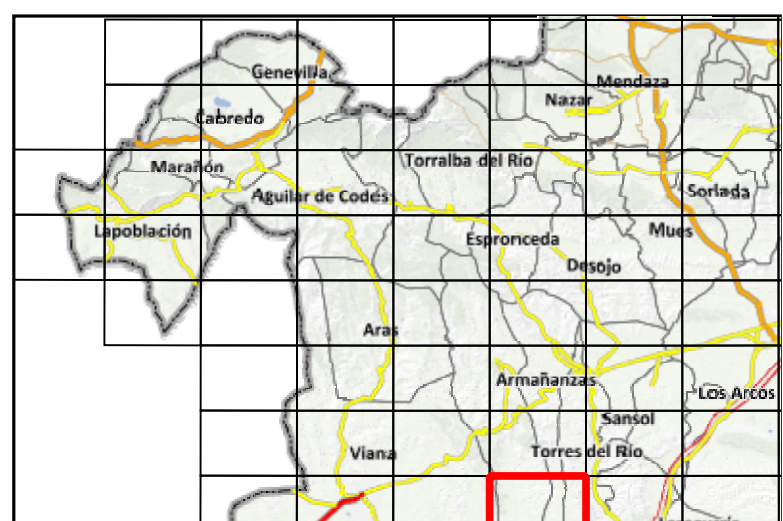 Genevilla
Mendaza
Nazar
Cabredo
Torralba del Río
Marañón
Sorlada
Aguilar de Codés
Lapoblación
Mues
Espronceda
Desojo
Aras
Armañanzas
Los Arcos
Sansol
Viana
Torres del Río